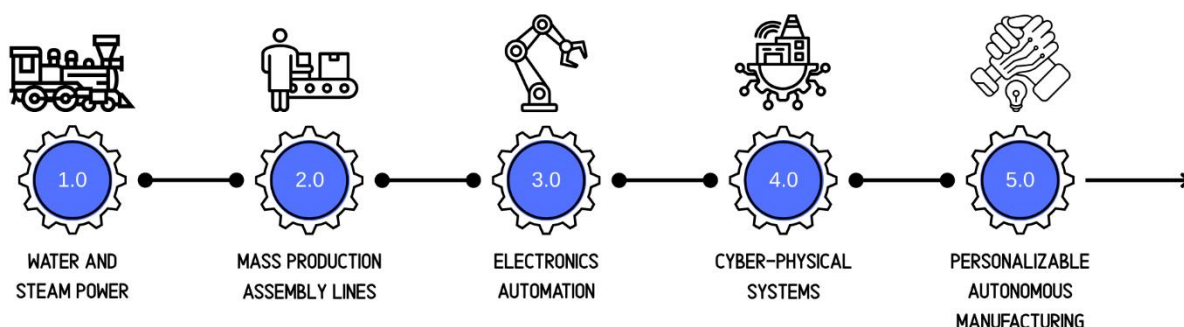 1.0
2.0
3.0
4.0
5.0
WATER AND
STEAM POWER
MASS PRODUCTION
ASSEMBLY LINES
ELECTRONICS
AUTOMATION
CYBER-PHYSICAL
SYSTEMS
PERSONALIZABLE
AUTONOMOUS
MANUFACTURING